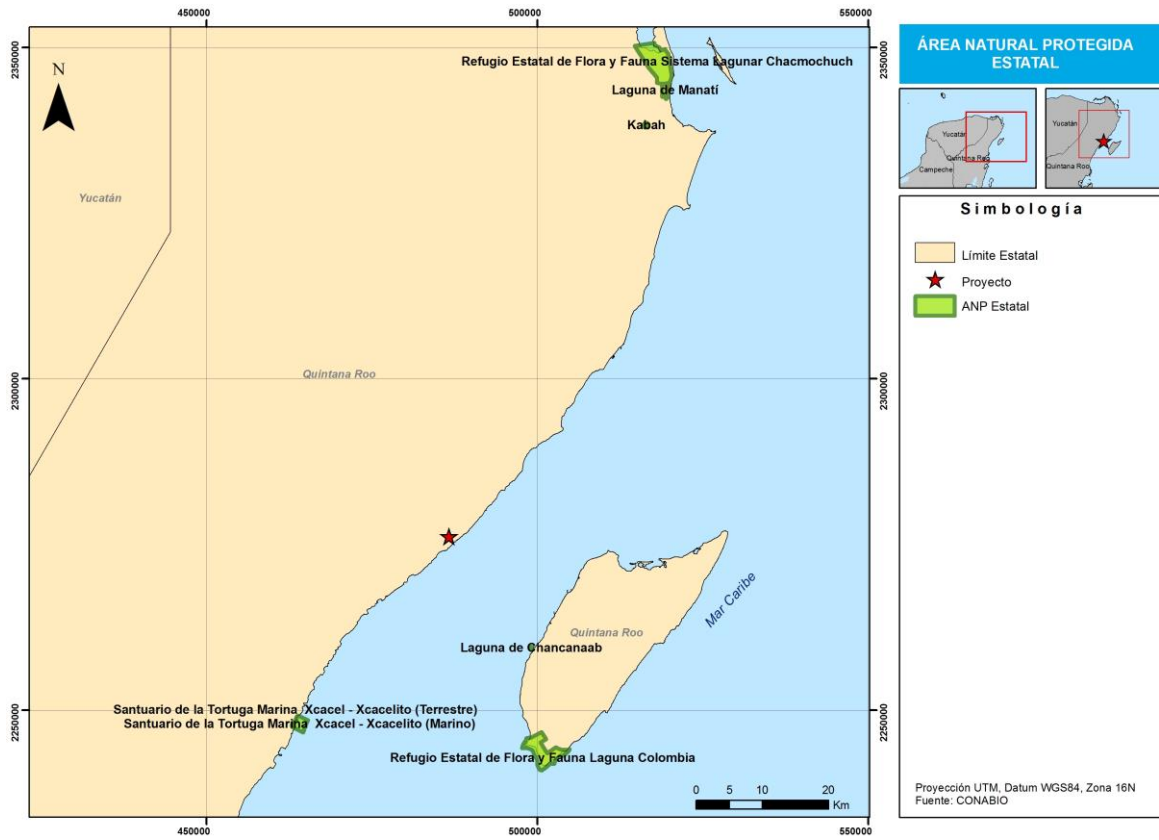 450000
500000
550000
2350000
2350000
N
Refugio Estatal de Flora y Fauna Sistema Lagunar Chacmochuch
Laguna de Manatí
Kabah
Yucatán
Quintana Roo
2300000
2300000
Mar Caribe
Quintana Roo
Laguna de Chancanaab
Santuario de la Tortuga Marina Xcacel - Xcacelito (Terrestre)
Santuario de la Tortuga Marina Xcacel - Xcacelito (Marino)
2250000
2250000
Refugio Estatal de Flora y Fauna Laguna Colombia
0 5 10 20
Km
450000
500000
550000
ÁREA NATURAL PROTEGIDA
ESTATAL
Yucatán
Quintana Roo
Campeche
Yucatán
Quintana Roo
Simbología
Límite Estatal
Proyecto
ANP Estatal
Proyección UTM, Datum WGS84, Zona 16N
Fuente: CONABIO